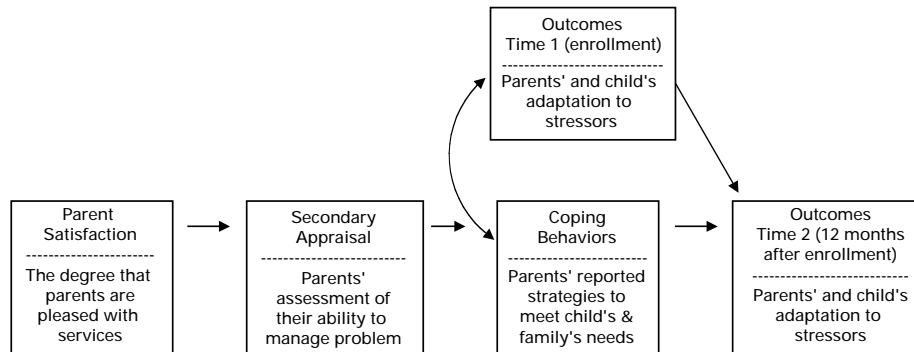 Outcomes
Time 1 (enrollment)
Parents' and child's
adaptation to
stressors
Parent
Satisfaction
The degree that
parents are
pleased with
services
Secondary
Appraisal
Parents'
assessment of
their ability to
manage problem
Coping
Behaviors
Parents' reported
strategies to
meet child's &
family's needs
Outcomes
Time 2 (12 months
after enrollment)
Parents' and child's
adaptation to
stressors